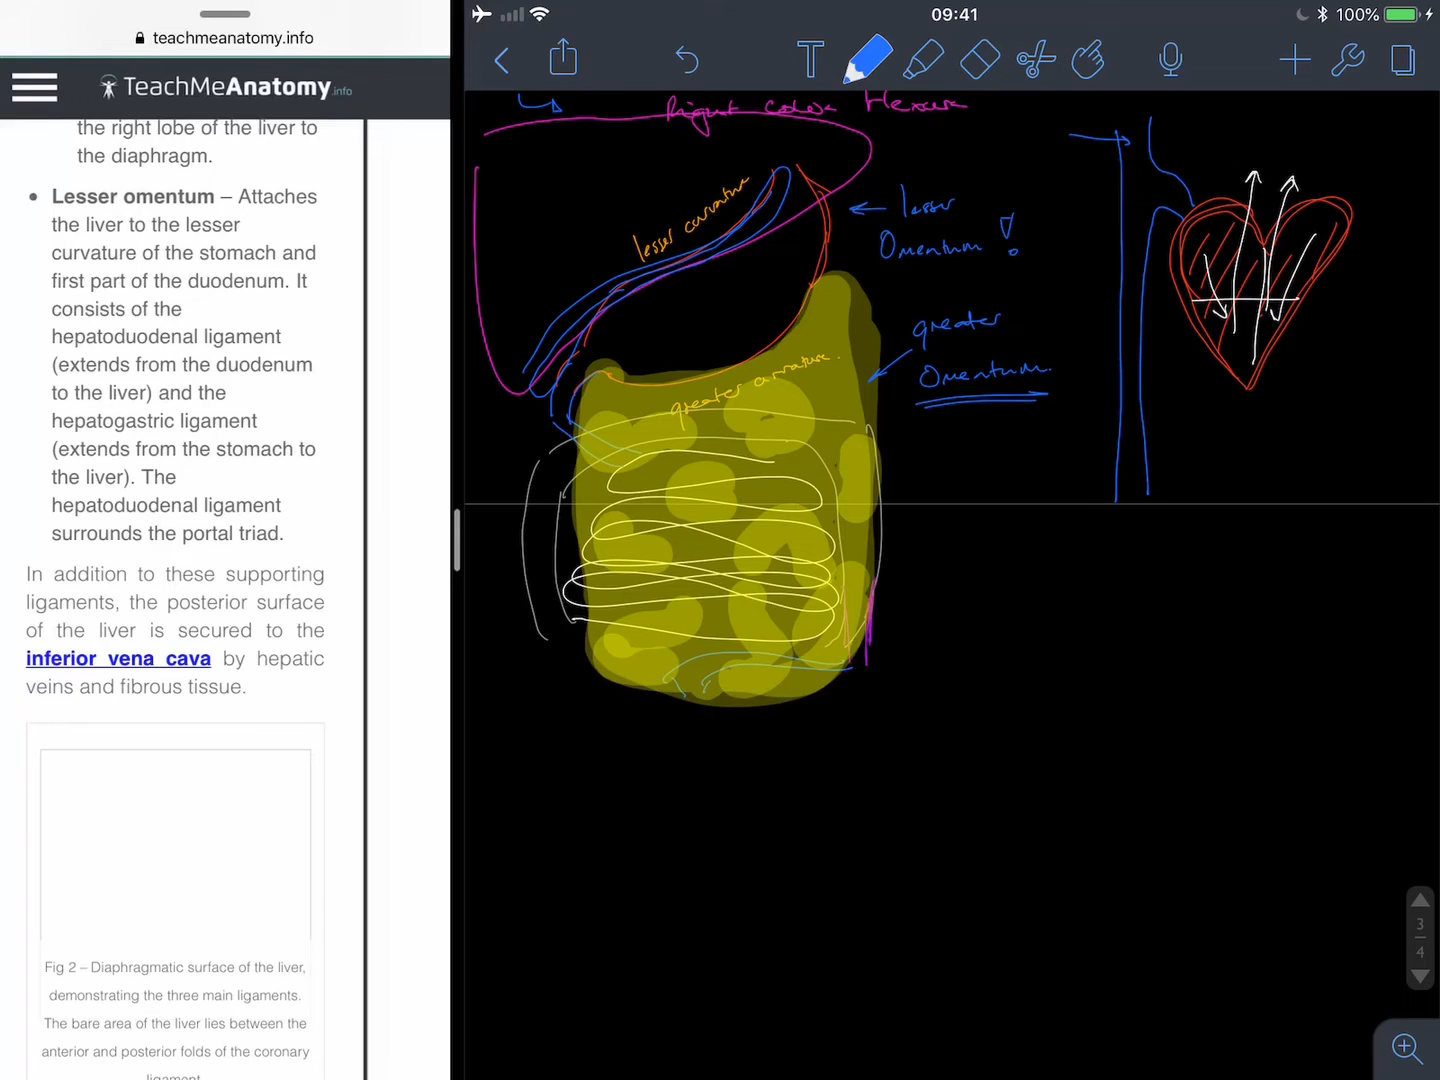 teachmeanatomy.info
TeachMeAnatomy.info
the right lobe of the liver to
the diaphragm.
• Lesser omentum – Attaches
the liver to the lesser
curvature of the stomach and
first part of the duodenum. It
consists of the
hepatoduodenal ligament
(extends from the duodenum
to the liver) and the
hepatogastric ligament
(extends from the stomach to
the liver). The
hepatoduodenal ligament
surrounds the portal triad.
In addition to these supporting
ligaments, the posterior surface
of the liver is secured to the
inferior vena cava by hepatic
veins and fibrous tissue.
Fig 2 – Diaphragmatic surface of the liver,
demonstrating the three main ligaments.
The bare area of the liver lies between the
anterior and posterior folds of the coronary
ligament
09:41
100%
T
Right colix Flexure
lesser curvature
lesser
Omentum !
greater
Omentum.
greater curvature.
3
4